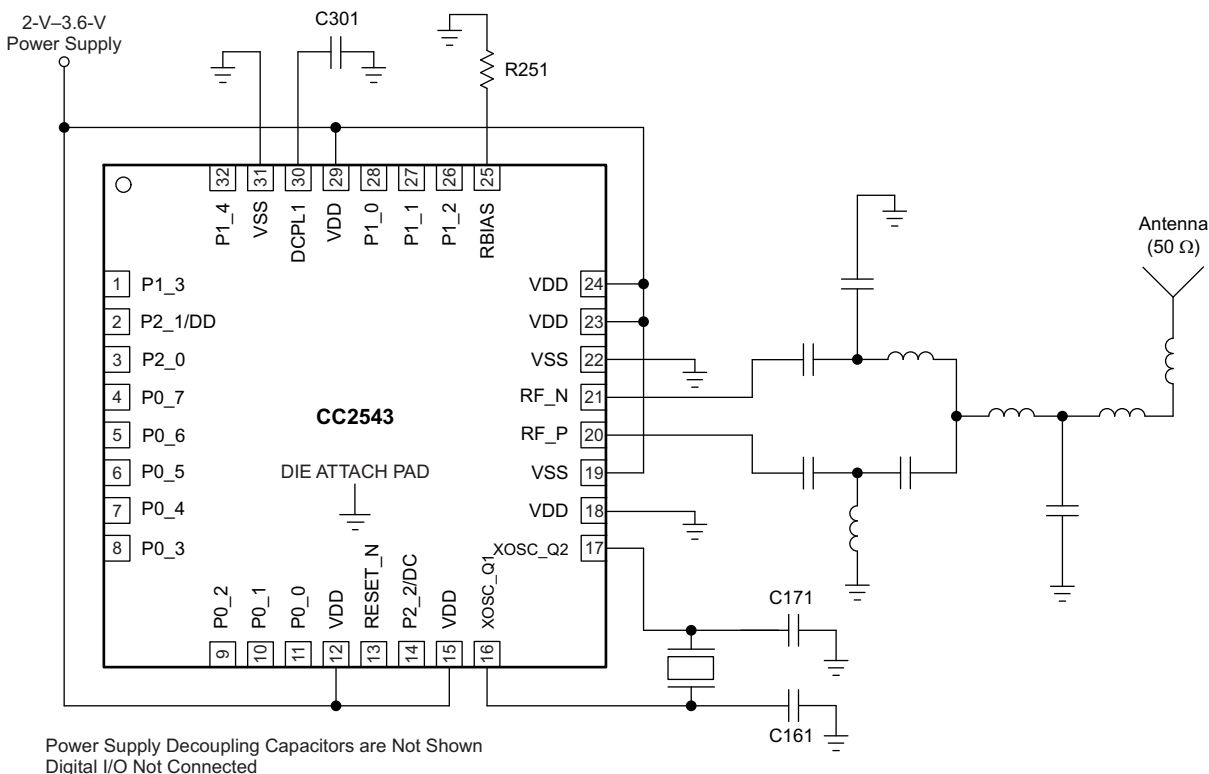 2-V–3.6-V
Power Supply
C301
R251
32
31
30
29
28
27
26
25
P1_4
VSS
DCPL1
VDD
P1_0
P1_1
P1_2
RBIAS
1 P1_3
2 P2_1/DD
3 P2_0
4 P0_7
5 P0_6
6 P0_5
7 P0_4
8 P0_3
CC2543
DIE ATTACH PAD
VDD 24
VDD 23
VSS 22
RF_N 21
RF_P 20
VSS 19
VDD 18
XOSC_Q2 17
P0_2
P0_1
P0_0
VDD
RESET_N
P2_2/DC
VDD
XOSC_Q1
9
10
11
12
13
14
15
16
Antenna
(50 Ω)
C171
C161
Power Supply Decoupling Capacitors are Not Shown
Digital I/O Not Connected